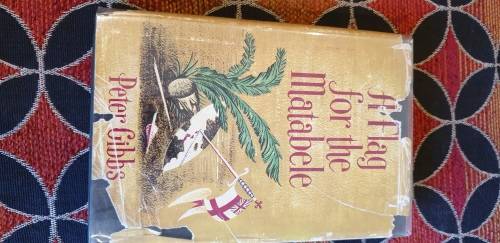 A Flag
for the
Matabele
Peter Gibbs